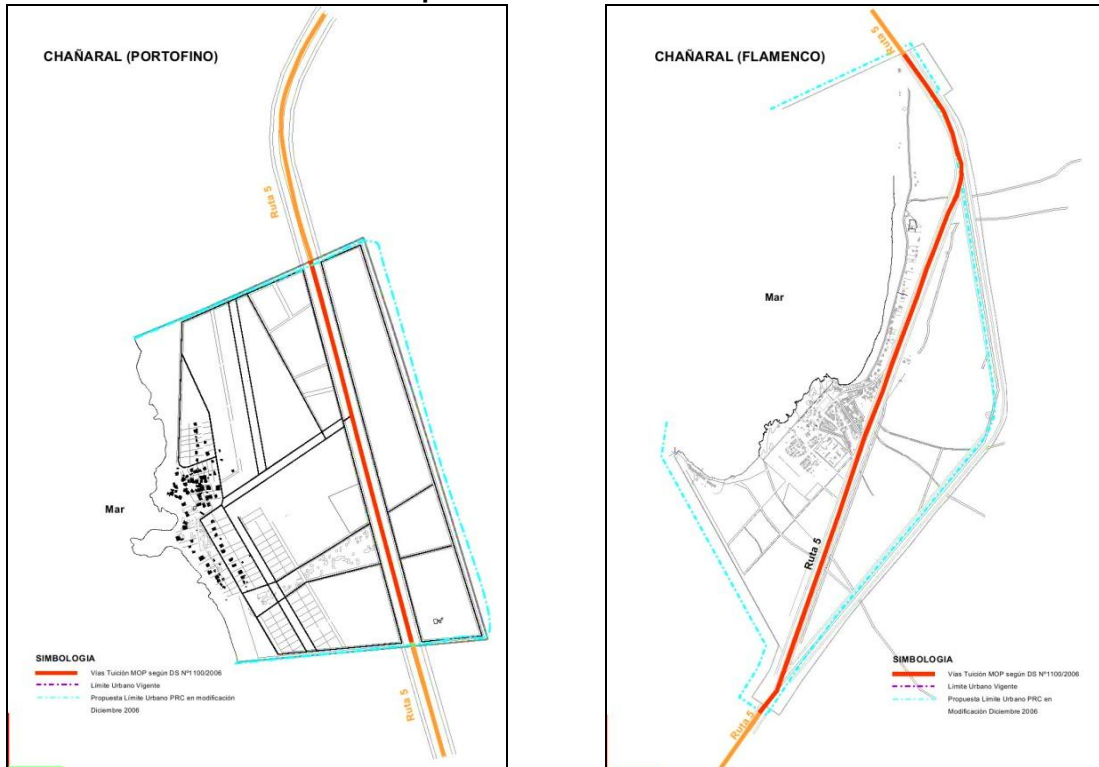 CHAÑARAL (PORTOFINO)
Ruta 5
Ruta 5
Mar
SIMBOLOGIA
Vías Tuición MOP según DS Nº1100/2006
Límite Urbano Vigente
Propuesta Límite Urbano PRC en modificación
Diciembre 2006
CHAÑARAL (FLAMENCO)
Ruta 5
Mar
Ruta 5
Ruta 5
SIMBOLOGIA
Vías Tuición MOP según DS Nº1100/2006
Límite Urbano Vigente
Propuesta Límite Urbano PRC en
Modificación Diciembre 2006